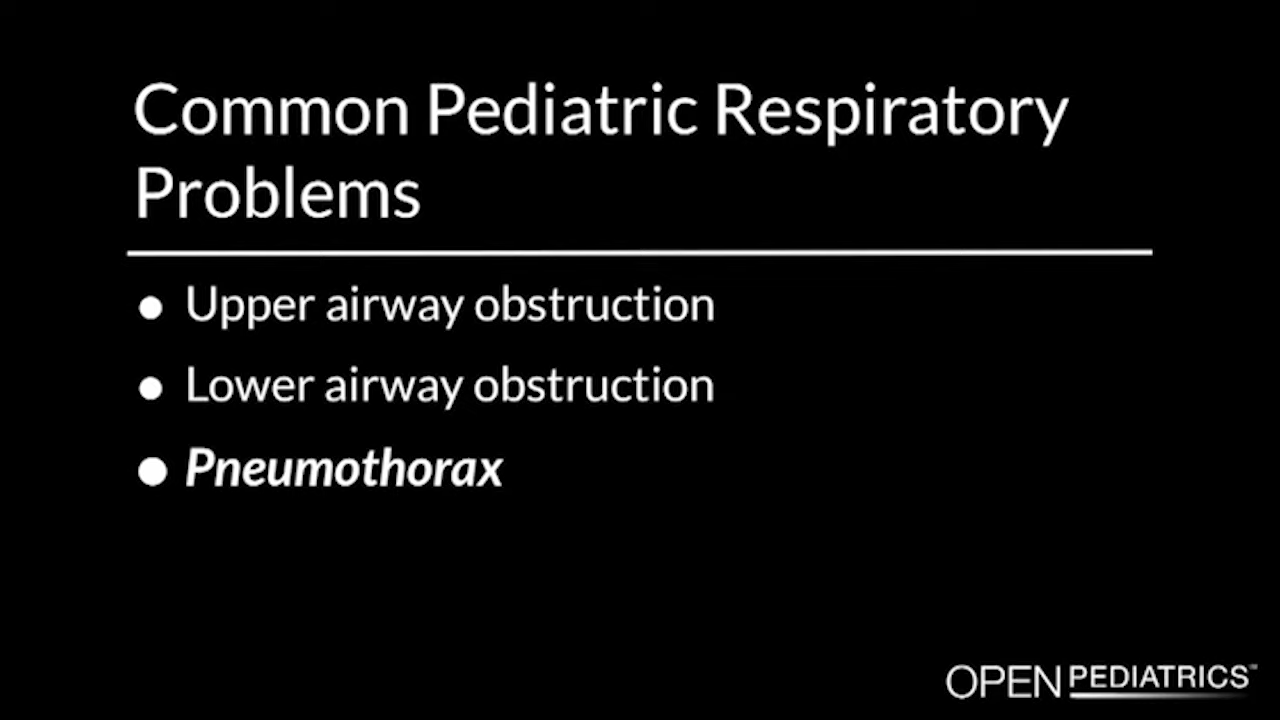 Common Pediatric Respiratory
Problems
● Upper airway obstruction
● Lower airway obstruction
● Pneumothorax
OPEN PEDIATRICS™